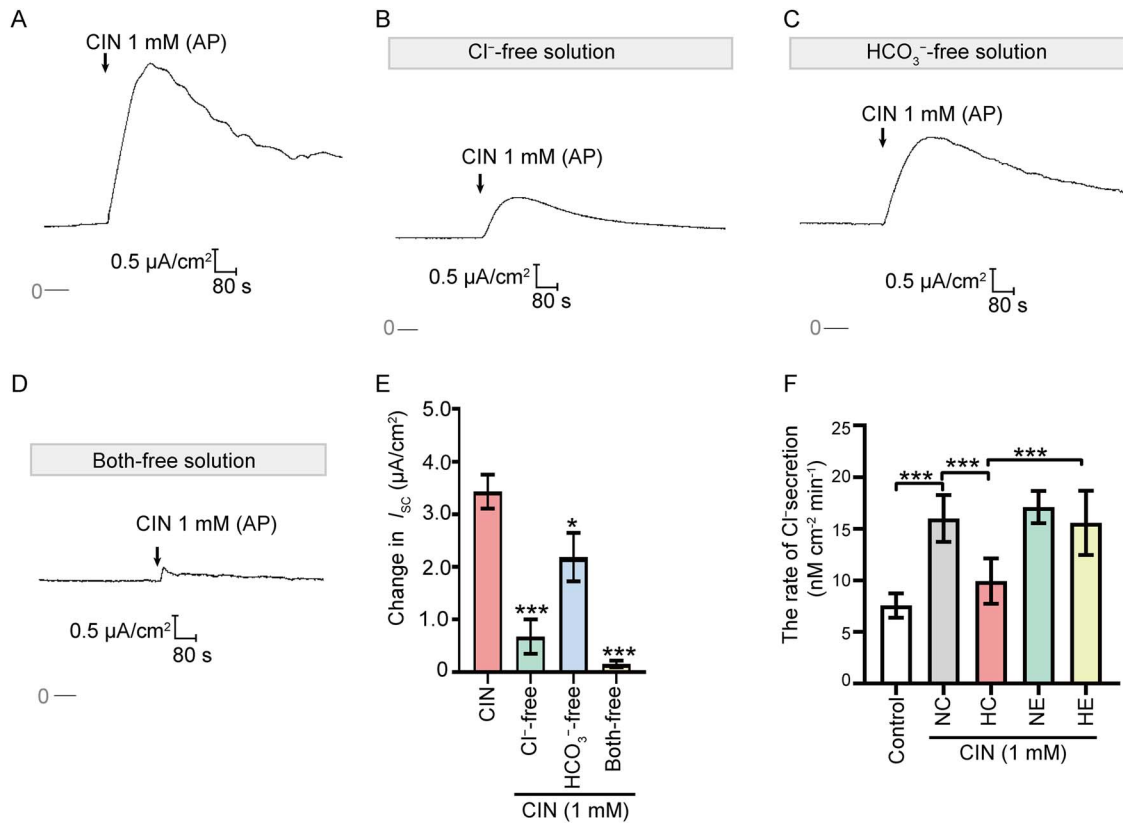 A
CIN 1 mM (AP)
0.5 µA/cm²
80 s
0
B
Cl⁻-free solution
CIN 1 mM (AP)
0.5 µA/cm²
80 s
0
C
HCO₃⁻-free solution
CIN 1 mM (AP)
0.5 µA/cm²
80 s
0
D
Both-free solution
CIN 1 mM (AP)
0.5 µA/cm²
80 s
0
E
Change in I_SC (µA/cm²)
5.0
4.0
3.0
2.0
1.0
0
***
*
***
CIN
Cl⁻-free
HCO₃⁻-free
Both-free
CIN (1 mM)
F
The rate of Cl⁻secretion
(nM cm⁻² min⁻¹)
25
20
15
10
5
0
***
***
***
Control
NC
HC
NE
HE
CIN (1 mM)